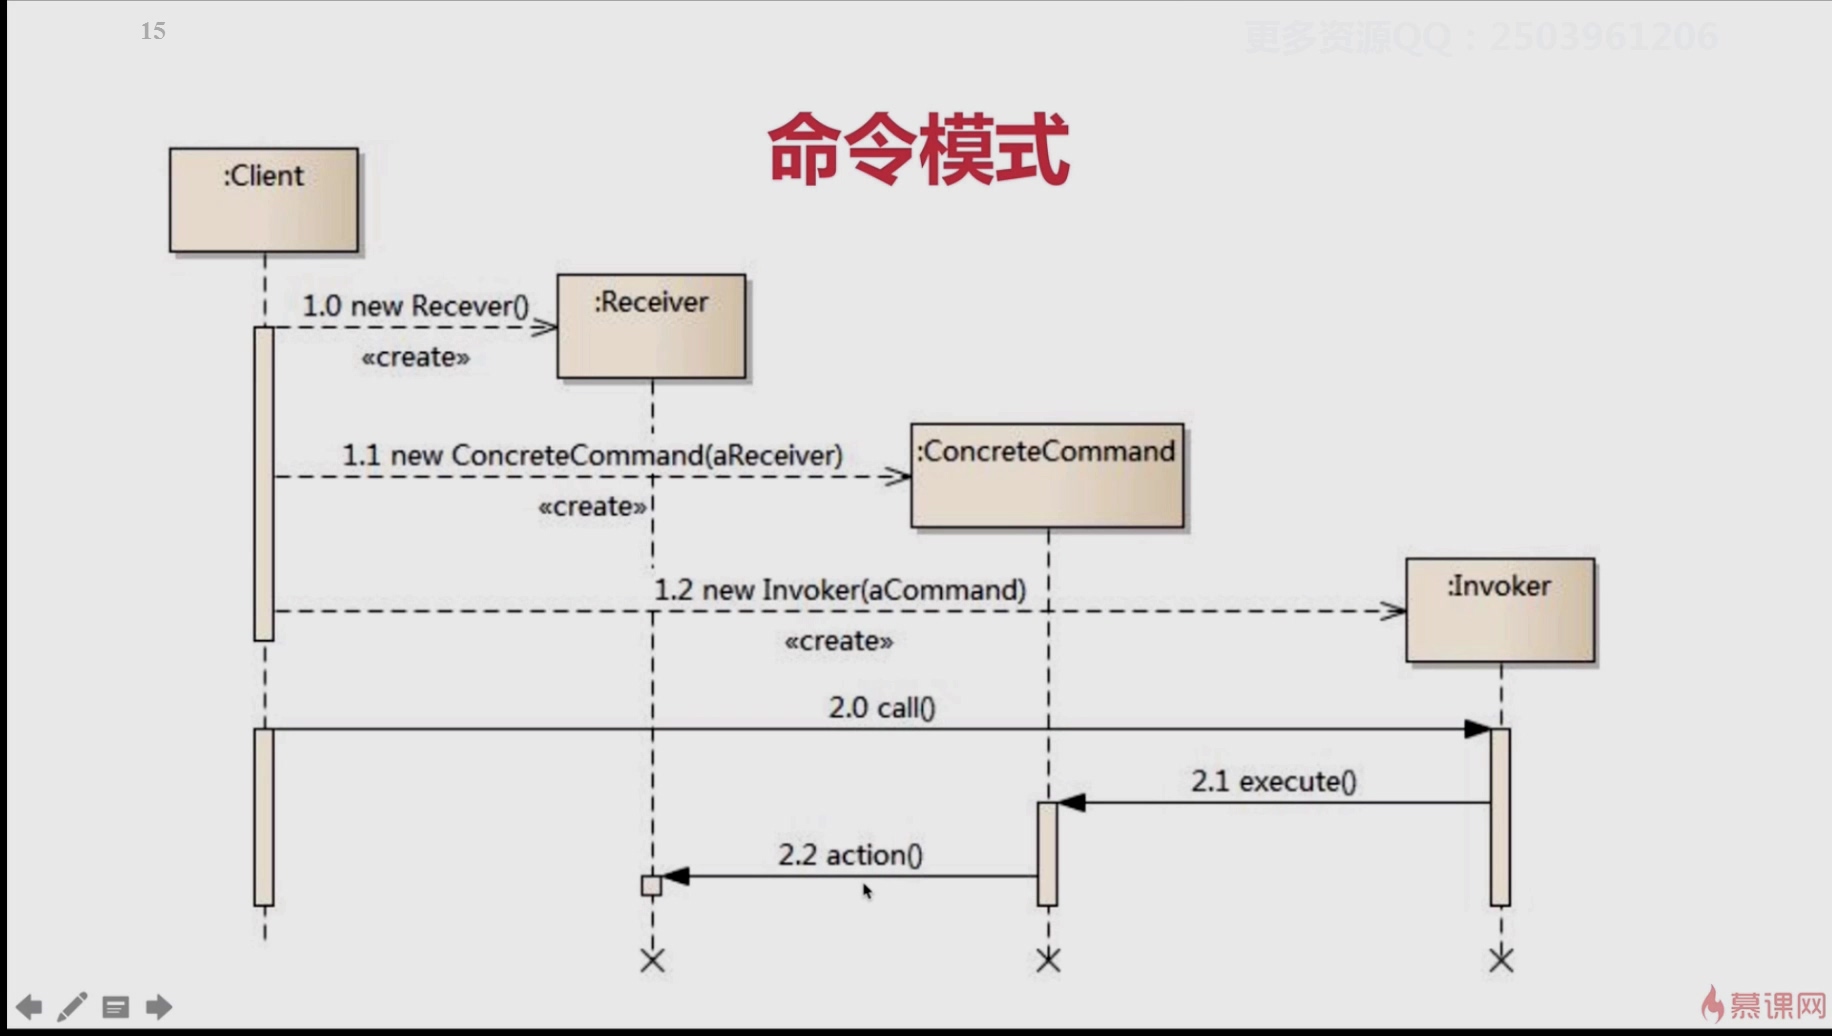 15
更多资源QQ：2503961206
命令模式
:Client
:Receiver
1.0 new Recever()
«create»
:ConcreteCommand
1.1 new ConcreteCommand(aReceiver)
«create»
:Invoker
1.2 new Invoker(aCommand)
«create»
2.0 call()
2.1 execute()
2.2 action()
慕课网